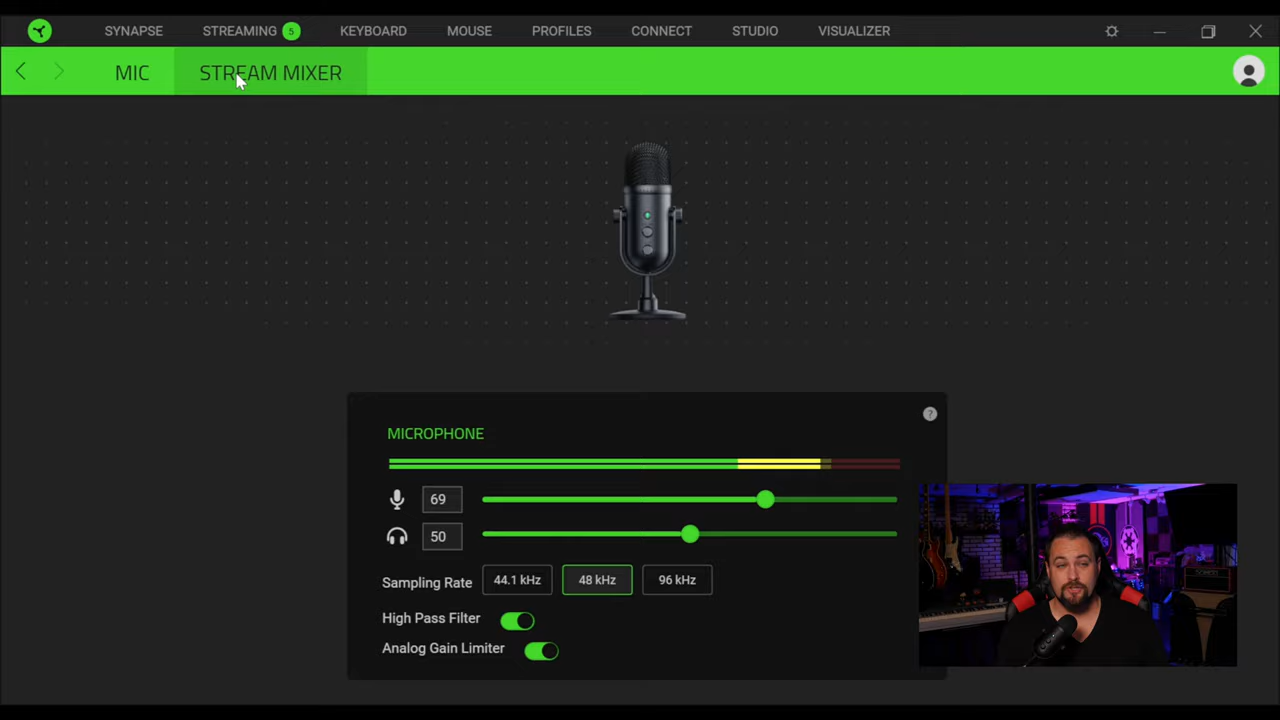 SYNAPSE STREAMING 5 KEYBOARD MOUSE PROFILES CONNECT STUDIO VISUALIZER
MIC STREAM MIXER
?
MICROPHONE
69
50
Sampling Rate 44.1 kHz 48 kHz 96 kHz
High Pass Filter
Analog Gain Limiter